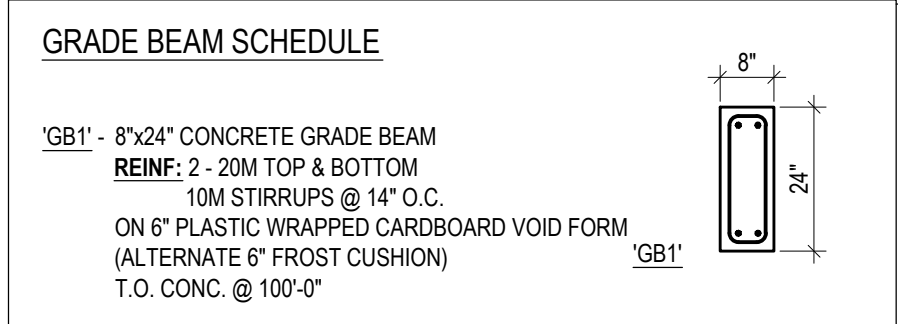 GRADE BEAM SCHEDULE
8"
'GB1' - 8"x24" CONCRETE GRADE BEAM
REINF: 2 - 20M TOP & BOTTOM
10M STIRRUPS @ 14" O.C.
24"
ON 6" PLASTIC WRAPPED CARDBOARD VOID FORM
(ALTERNATE 6" FROST CUSHION)
'GB1'
T.O. CONC. @ 100'-0"